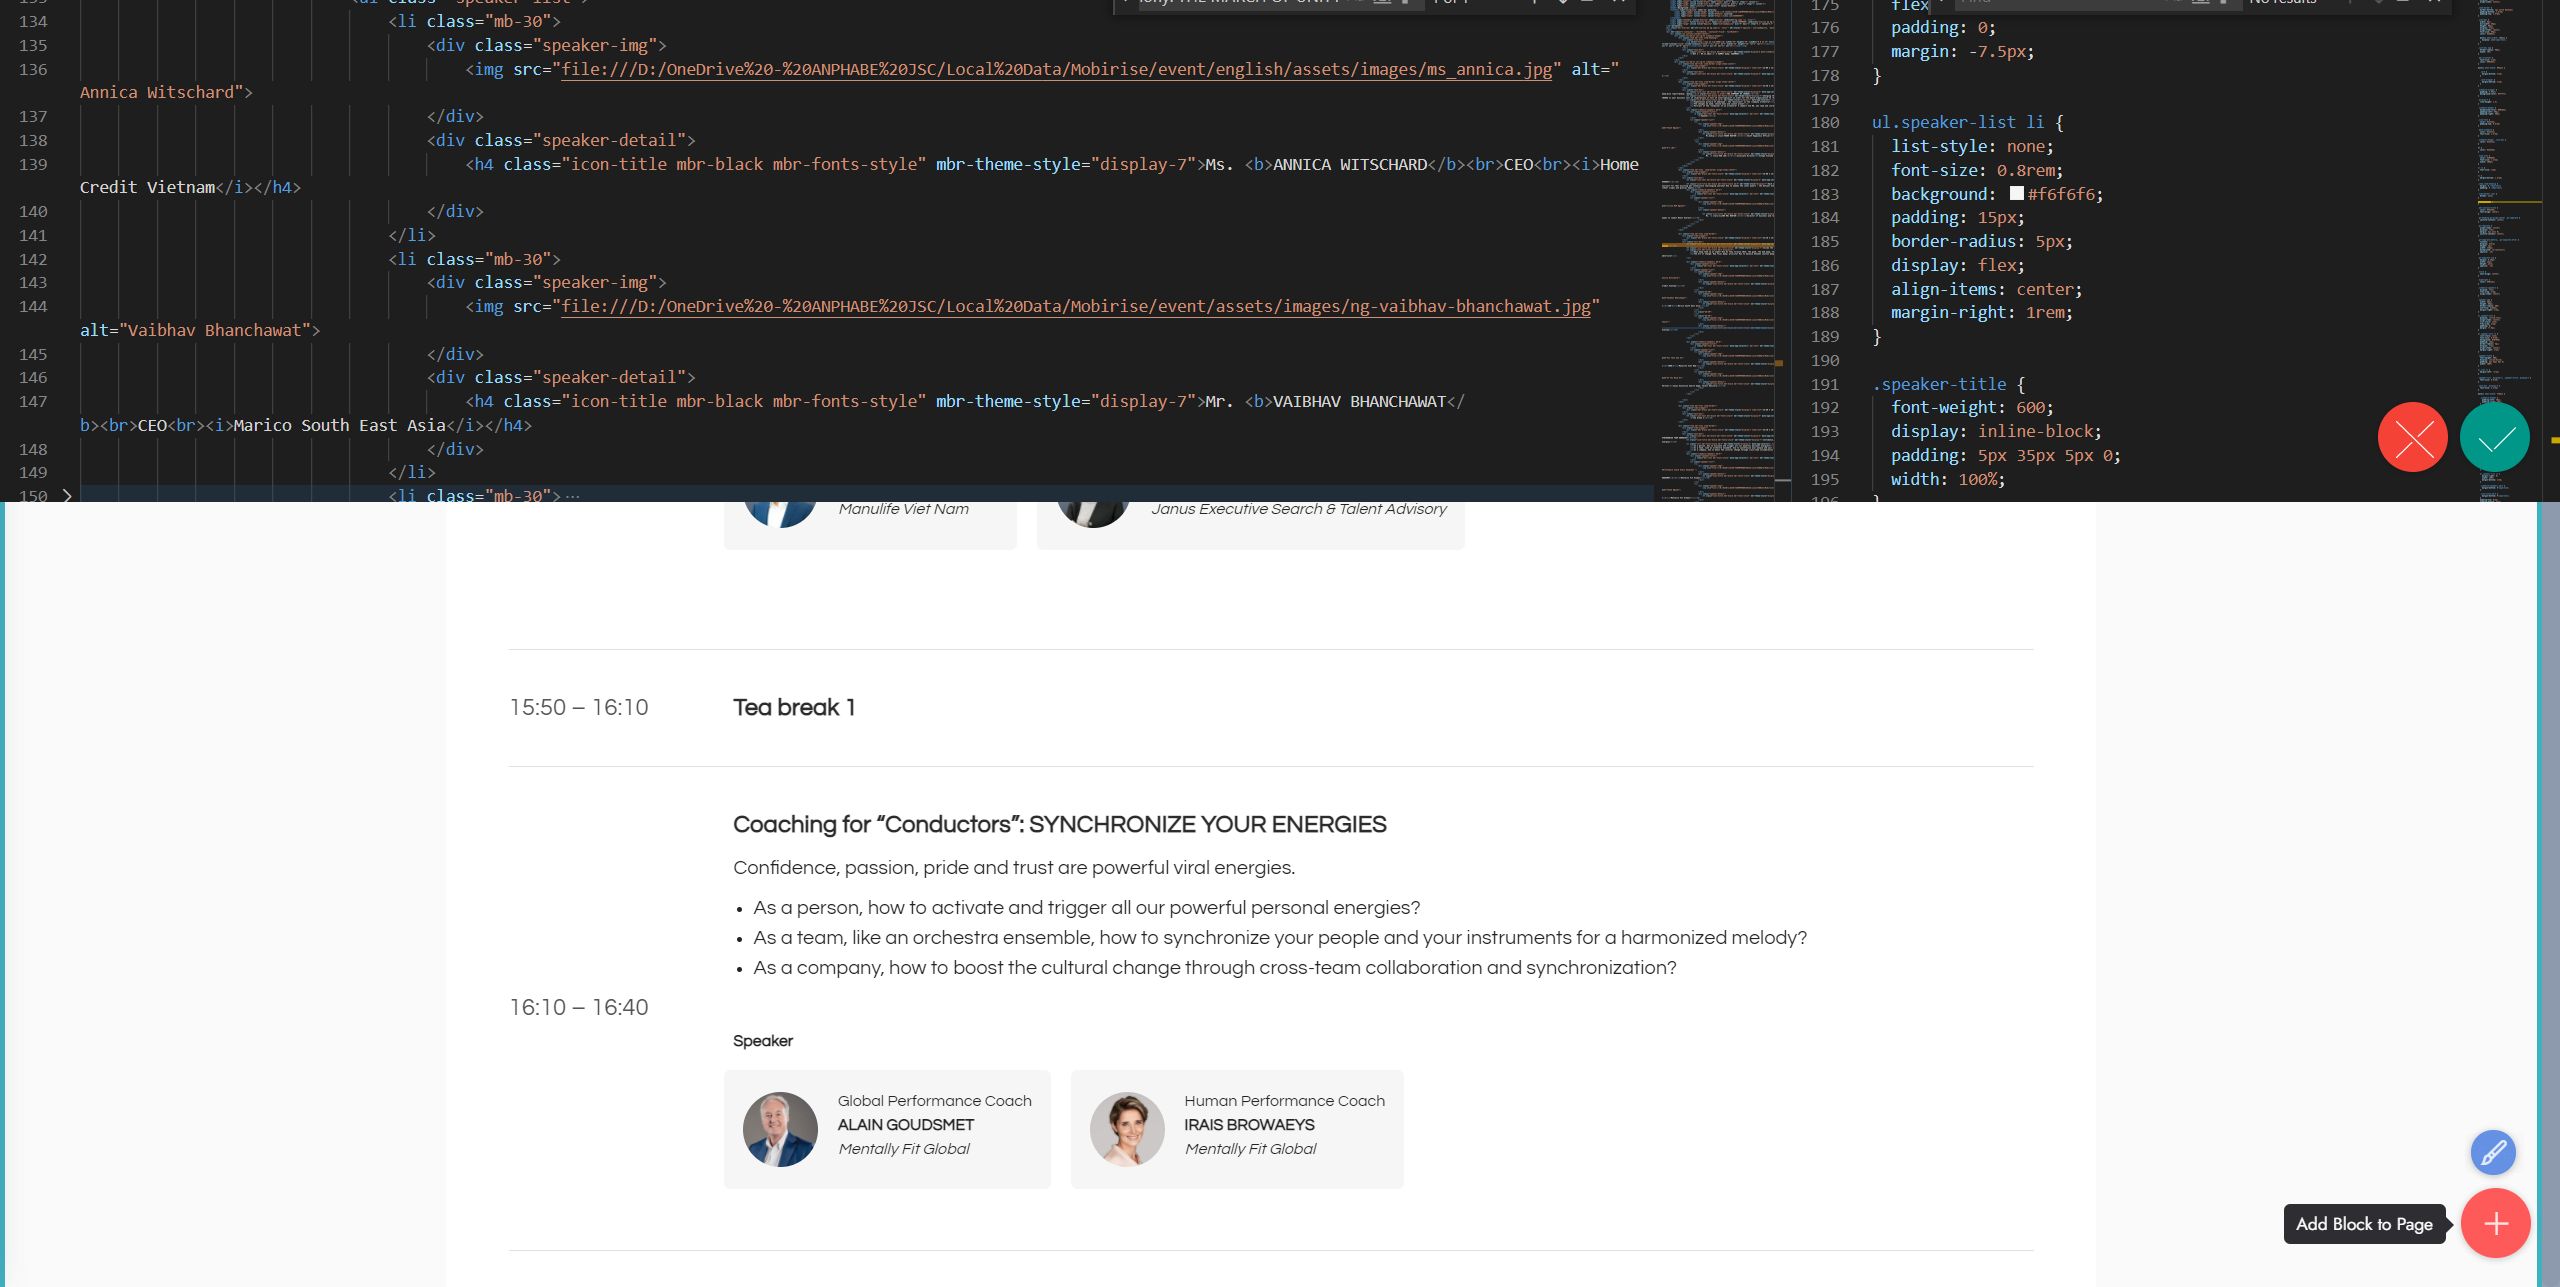 134 <li class="mb-30">
135 <div class="speaker-img">
136 <img src="file:///D:/OneDrive%20-%20ANPHABE%20JSC/Local%20Data/Mobirise/event/english/assets/images/ms_annica.jpg" alt="
Annica Witschard">
137 </div>
138 <div class="speaker-detail">
139 <h4 class="icon-title mbr-black mbr-fonts-style" mbr-theme-style="display-7">Ms. <b>ANNICA WITSCHARD</b><br>CEO<br><i>Home
Credit Vietnam</i></h4>
140 </div>
141 </li>
142 <li class="mb-30">
143 <div class="speaker-img">
144 <img src="file:///D:/OneDrive%20-%20ANPHABE%20JSC/Local%20Data/Mobirise/event/assets/images/ng-vaibhav-bhanchawat.jpg"
alt="Vaibhav Bhanchawat">
145 </div>
146 <div class="speaker-detail">
147 <h4 class="icon-title mbr-black mbr-fonts-style" mbr-theme-style="display-7">Mr. <b>VAIBHAV BHANCHAWAT</
b><br>CEO<br><i>Marico South East Asia</i></h4>
148 </div>
149 </li>
150 <li class="mb-30"> ...
175 flex
176 padding: 0;
177 margin: -7.5px;
178 }
179
180 ul.speaker-list li {
181 list-style: none;
182 font-size: 0.8rem;
183 background: #f6f6f6;
184 padding: 15px;
185 border-radius: 5px;
186 display: flex;
187 align-items: center;
188 margin-right: 1rem;
189 }
190
191 .speaker-title {
192 font-weight: 600;
193 display: inline-block;
194 padding: 5px 35px 5px 0;
195 width: 100%;
Manulife Viet Nam
Janus Executive Search & Talent Advisory
15:50 – 16:10
Tea break 1
Coaching for “Conductors”: SYNCHRONIZE YOUR ENERGIES
Confidence, passion, pride and trust are powerful viral energies.
• As a person, how to activate and trigger all our powerful personal energies?
• As a team, like an orchestra ensemble, how to synchronize your people and your instruments for a harmonized melody?
• As a company, how to boost the cultural change through cross-team collaboration and synchronization?
16:10 – 16:40
Speaker
Global Performance Coach
ALAIN GOUDSMET
Mentally Fit Global
Human Performance Coach
IRAIS BROWAEYS
Mentally Fit Global
Add Block to Page